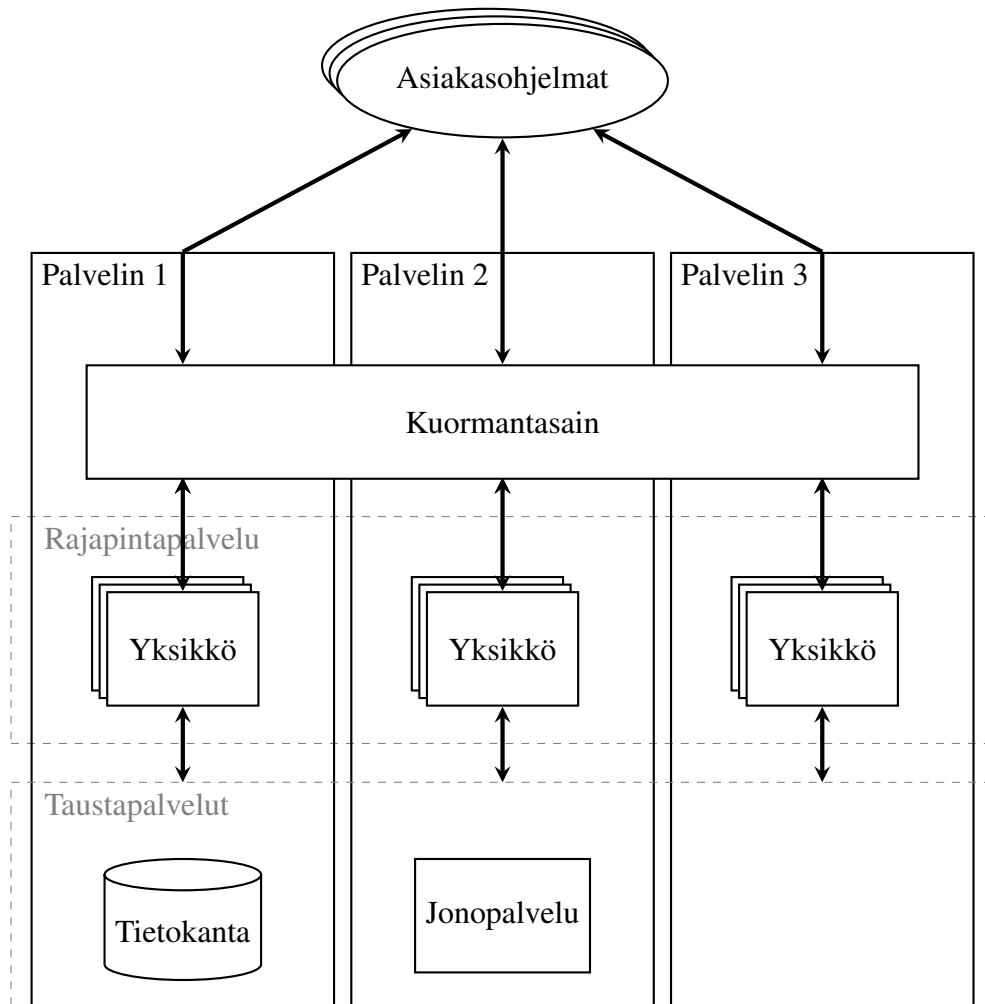 Asiakasohjelmat
Palvelin 1
Palvelin 2
Palvelin 3
Kuormantasain
Rajapintapalvelu
Yksikkö
Yksikkö
Yksikkö
Taustapalvelut
Tietokanta
Jonopalvelu